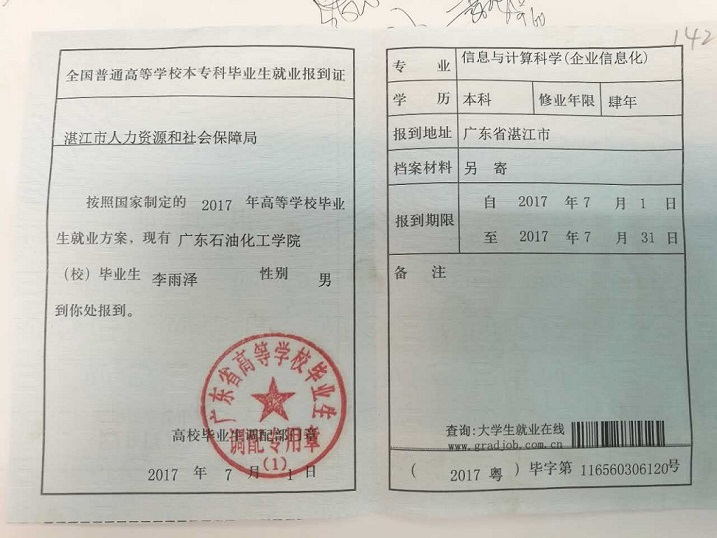 142
全国普通高等学校本专科毕业生就业报到证
湛江市人力资源和社会保障局
按照国家制定的 2017 年高等学校毕业
生就业方案，现有 广东石油化工学院
（校）毕业生 李雨泽 性别 男
到你处报到。
广东省高等学校毕业生
调配专用章
(1)
高校毕业生调配部门章
2017 年 7 月 1 日
专 业 信息与计算科学(企业信息化)
学 历 本科 修业年限 肆年
报到地址 广东省湛江市
档案材料 另 寄
报到期限 自 2017 年 7 月 1 日
至 2017 年 7 月 31 日
备 注
查询:大学生就业在线
www.gradjob.com.cn
( 2017 粤 ) 毕字第 116560306120号